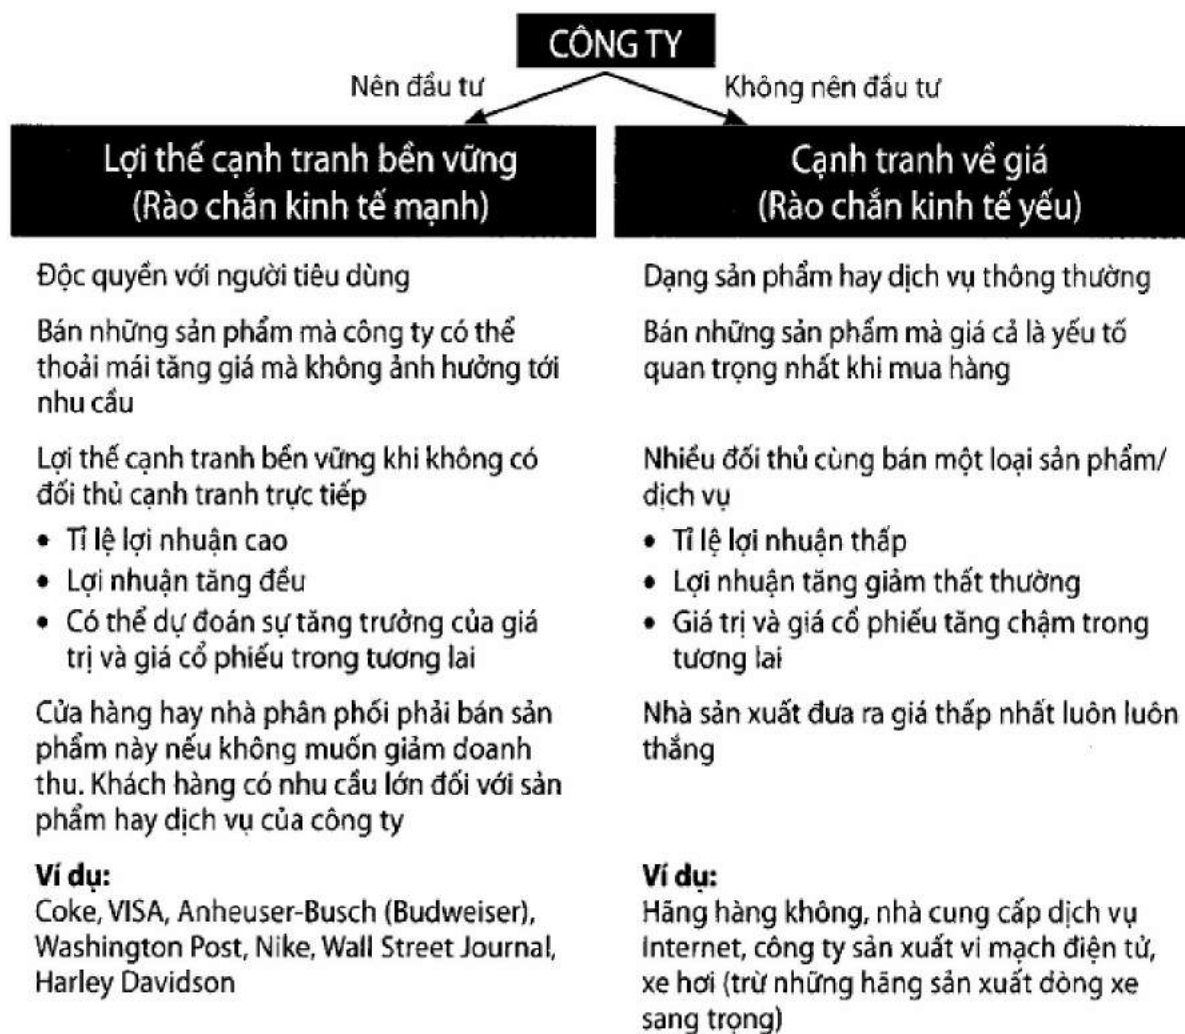 CÔNG TY
Nên đầu tư
Không nên đầu tư
Lợi thế cạnh tranh bền vững
(Rào chắn kinh tế mạnh)
Độc quyền với người tiêu dùng
Bán những sản phẩm mà công ty có thể
thoải mái tăng giá mà không ảnh hưởng tới
nhu cầu
Lợi thế cạnh tranh bền vững khi không có
đối thủ cạnh tranh trực tiếp
• Tỉ lệ lợi nhuận cao
• Lợi nhuận tăng đều
• Có thể dự đoán sự tăng trưởng của giá
trị và giá cổ phiếu trong tương lai
Cửa hàng hay nhà phân phối phải bán sản
phẩm này nếu không muốn giảm doanh
thu. Khách hàng có nhu cầu lớn đối với sản
phẩm hay dịch vụ của công ty
Ví dụ:
Coke, VISA, Anheuser-Busch (Budweiser),
Washington Post, Nike, Wall Street Journal,
Harley Davidson
Cạnh tranh về giá
(Rào chắn kinh tế yếu)
Dạng sản phẩm hay dịch vụ thông thường
Bán những sản phẩm mà giá cả là yếu tố
quan trọng nhất khi mua hàng
Nhiều đối thủ cùng bán một loại sản phẩm/
dịch vụ
• Tỉ lệ lợi nhuận thấp
• Lợi nhuận tăng giảm thất thường
• Giá trị và giá cổ phiếu tăng chậm trong
tương lai
Nhà sản xuất đưa ra giá thấp nhất luôn luôn
thắng
Ví dụ:
Hãng hàng không, nhà cung cấp dịch vụ
Internet, công ty sản xuất vi mạch điện tử,
xe hơi (trừ những hãng sản xuất dòng xe
sang trọng)